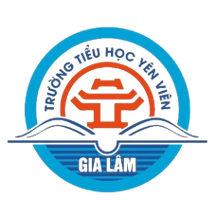 TRƯỜNG TIỂU HỌC YÊN VIÊN
GIA LÂM